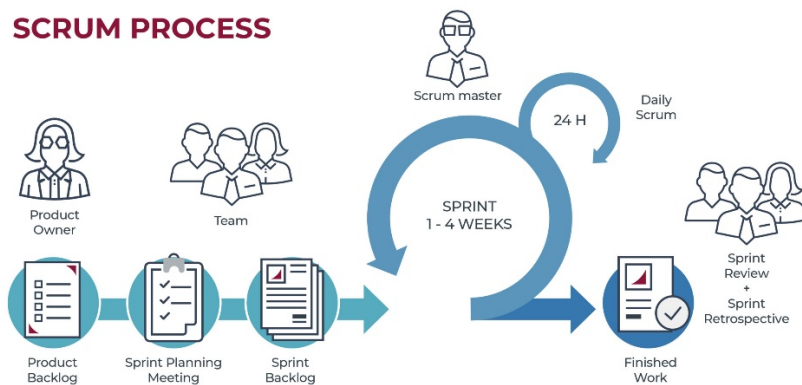 SCRUM PROCESS
Scrum master
24 H
Daily
Scrum
Product
Owner
Team
SPRINT
1 - 4 WEEKS
Sprint
Review
+
Sprint
Retrospective
Product
Backlog
Sprint Planning
Meeting
Sprint
Backlog
Finished
Work